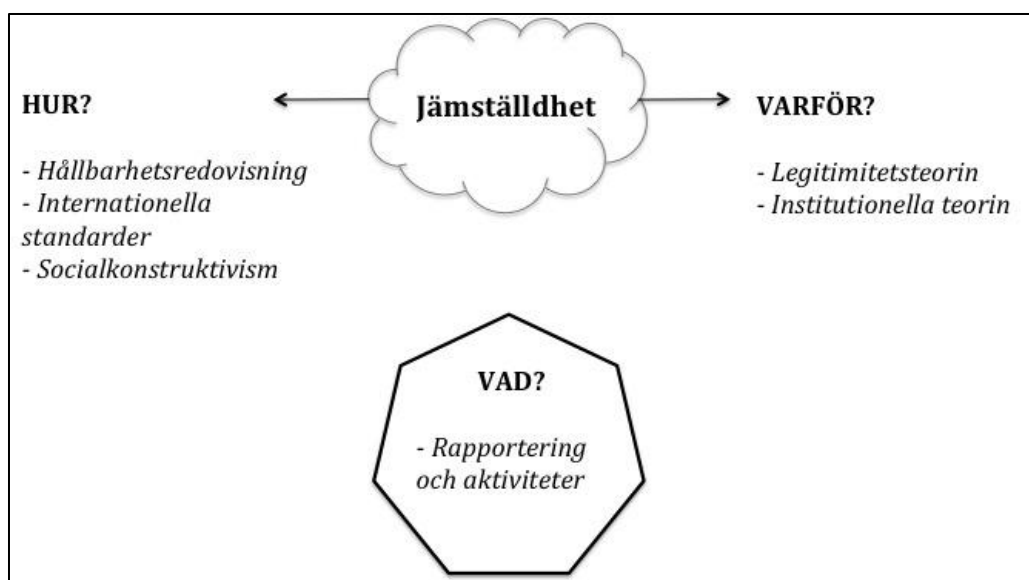 Jämställdhet
HUR?
- Hållbarhetsredovisning
- Internationella
standarder
- Socialkonstruktivism
VARFÖR?
- Legitimitetsteorin
- Institutionella teorin
VAD?
- Rapportering
och aktiviteter